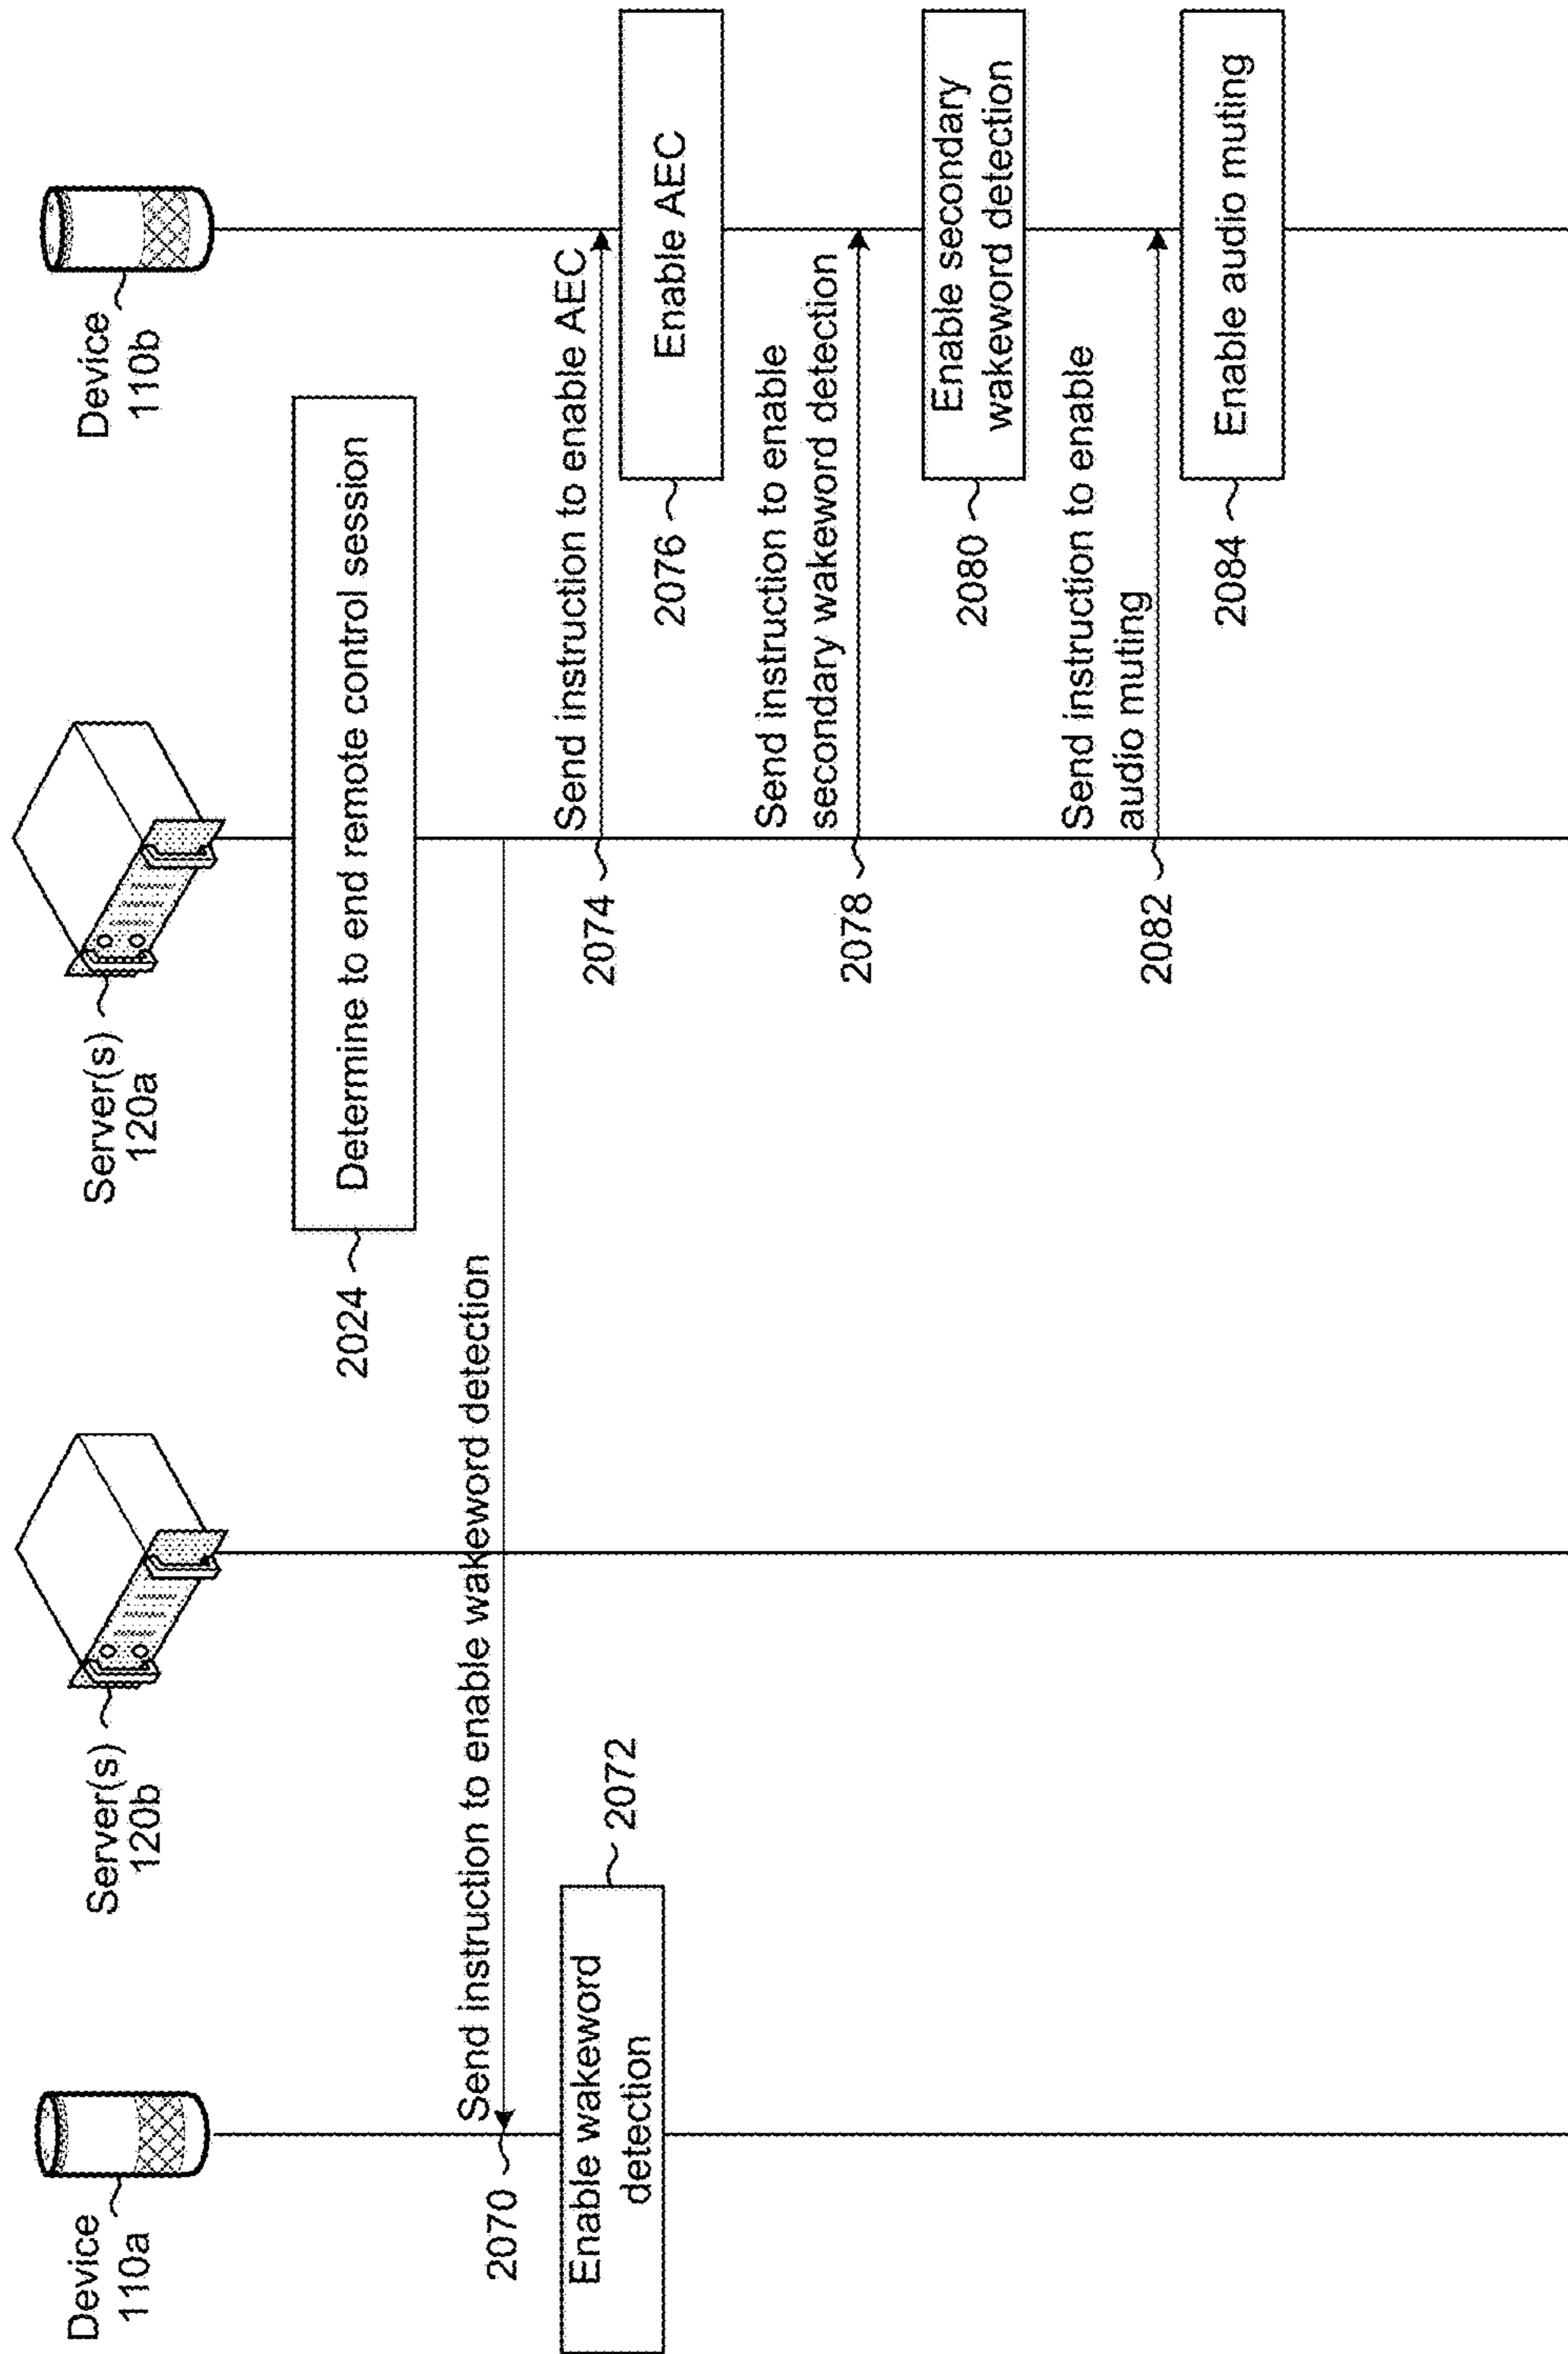 Device
110a
Server(s)
120b
Server(s)
120a
Device
110b
2024
Determine to end remote control session
Send instruction to enable wakeword detection
2070
Enable wakeword
detection
2072
Send instruction to enable AEC
2074
Enable AEC
2076
Send instruction to enable
secondary wakeword detection
2078
Enable secondary
wakeword detection
2080
Send instruction to enable
audio muting
2082
Enable audio muting
2084